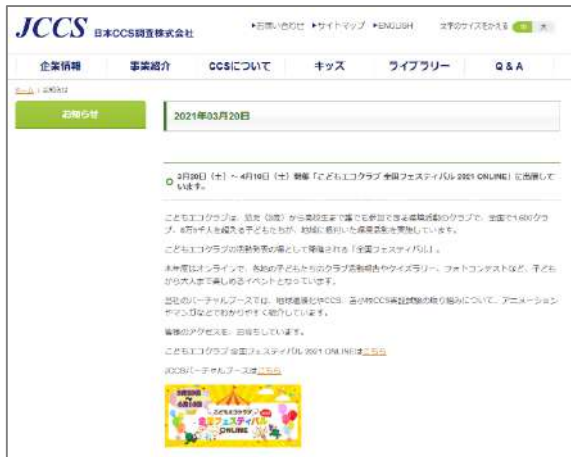 JCCS 日本CCS調査株式会社
▶お問い合わせ ▶サイトマップ ▶ENGLISH 文字のサイズをかえる 中 大
企業情報 事業紹介 CCSについて キッズ ライブラリー Q & A
ホーム / お知らせ
お知らせ
2021年03月20日
3月20日（土）～ 4月10日（土）開催「こどもエコクラブ 全国フェスティバル 2021 ONLINE」に出展して
います。
こどもエコクラブは、幼児（3歳）から高校生まで誰でも参加できる環境活動のクラブで、全国で1,600クラ
ブ、8万5千人を超える子どもたちが、地域に根付いた環境活動を実施しています。
こどもエコクラブの活動発表の場として開催される「全国フェスティバル」。
本年度はオンラインで、各地の子どもたちのクラブ活動報告やクイズラリー、フォトコンテストなど、子ども
から大人まで楽しめるイベントとなっています。
当社のバーチャルブースでは、地球温暖化やCCS、苫小牧CCS実証試験の取り組みについて、アニメーション
やマンガなどでわかりやすく紹介しています。
皆様のアクセスを、お待ちしています。
こどもエコクラブ 全国フェスティバル 2021 ONLINEはこちら
JCCSバーチャルブースはこちら
こどもエコクラブ
全国フェスティバル
ONLINE